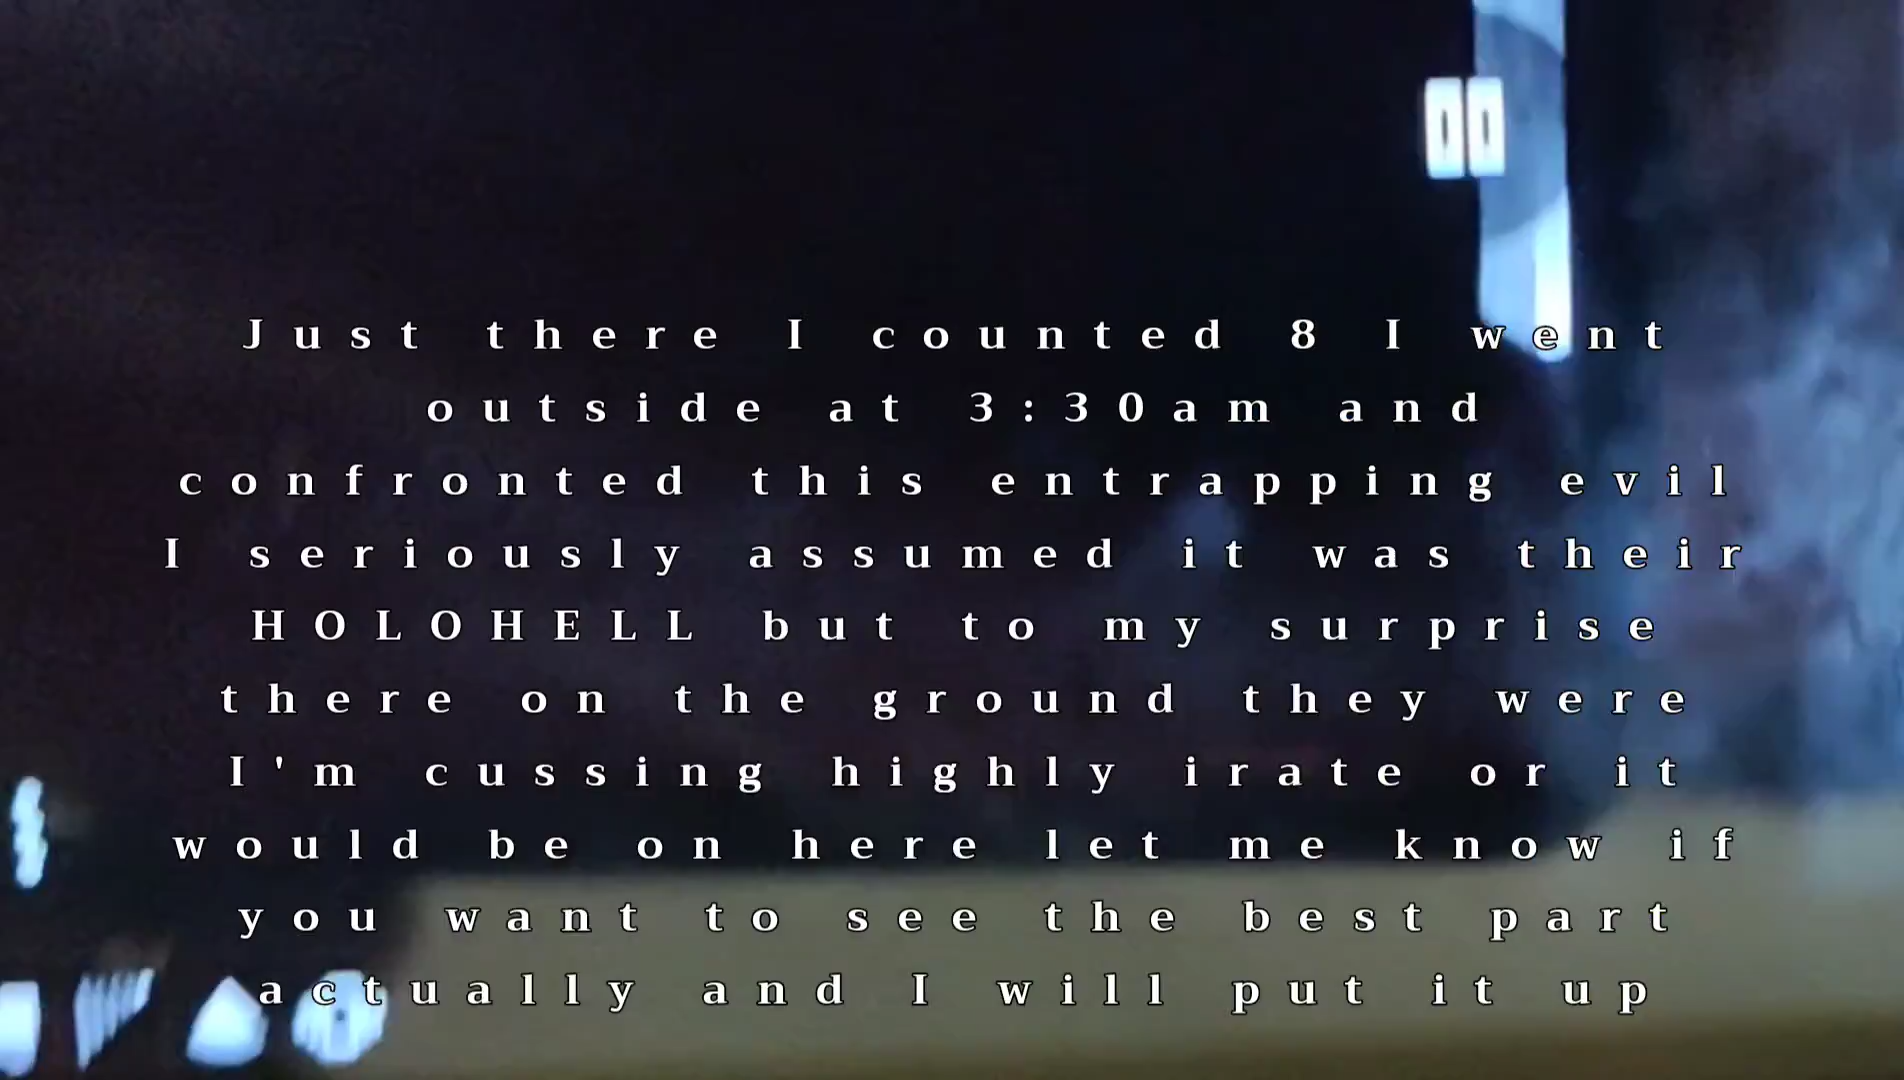 Just there I counted 8 I went
outside at 3:30am and
confronted this entrapping evil
I seriously assumed it was their
HOLOHELL but to my surprise
there on the ground they were
I'm cussing highly irate or it
would be on here let me know if
you want to see the best part
actually and I will put it up